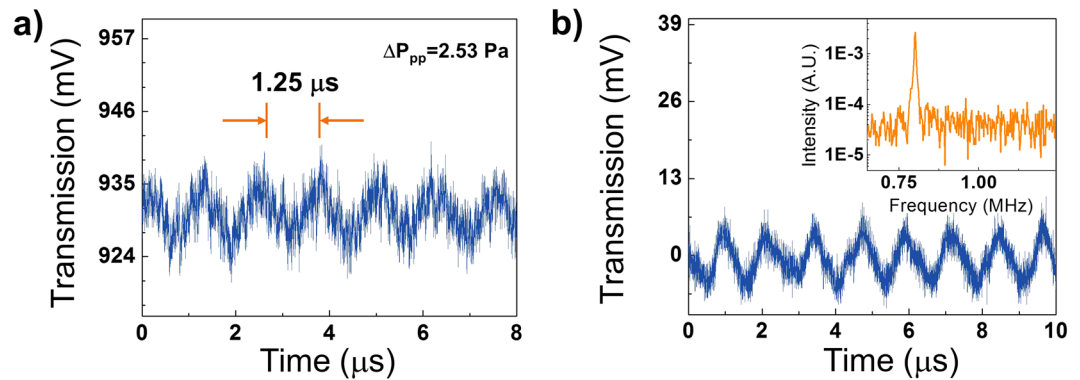 a)
Transmission (mV)
957
946
935
924
ΔPpp=2.53 Pa
1.25 μs
0 2 4 6 8
Time (μs)
b)
Transmission (mV)
39
26
13
0
Intensity (A.U.)
1E-3
1E-4
1E-5
0.75 1.00
Frequency (MHz)
0 2 4 6 8 10
Time (μs)